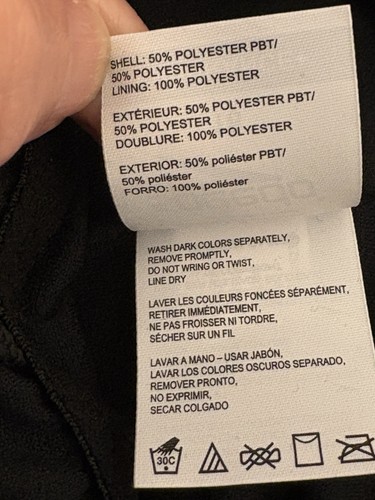 SHELL: 50% POLYESTER PBT/
50% POLYESTER
LINING: 100% POLYESTER
EXTÉRIEUR: 50% POLYESTER PBT/
50% POLYESTER
DOUBLURE: 100% POLYESTER
EXTERIOR: 50% poliéster PBT/
50% poliéster
FORRO: 100% poliéster
WASH DARK COLORS SEPARATELY,
REMOVE PROMPTLY,
DO NOT WRING OR TWIST,
LINE DRY
LAVER LES COULEURS FONCÉES SÉPARÉMENT,
RETIRER IMMÉDIATEMENT,
NE PAS FROISSER NI TORDRE,
SÉCHER SUR UN FIL
LAVAR A MANO – USAR JABÓN,
LAVAR LOS COLORES OSCUROS SEPARADO,
REMOVER PRONTO,
NO EXPRIMIR,
SECAR COLGADO
30C